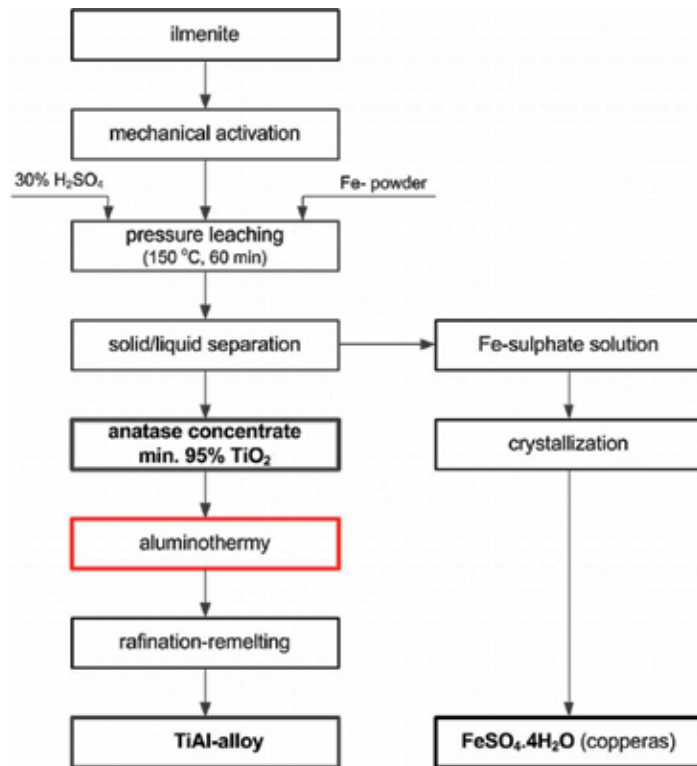 ilmenite
mechanical activation
30% H₂SO₄
Fe- powder
pressure leaching
(150 °C, 60 min)
solid/liquid separation
Fe-sulphate solution
anatase concentrate
min. 95% TiO₂
crystallization
aluminothermy
rafination-remelting
TiAl-alloy
FeSO₄.4H₂O (copperas)